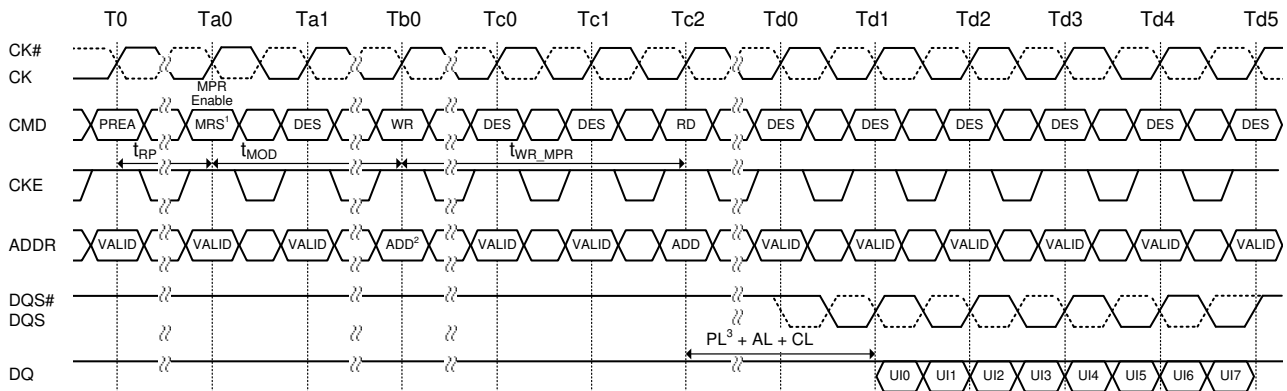 T0 Ta0 Ta1 Tb0 Tc0 Tc1 Tc2 Td0 Td1 Td2 Td3 Td4 Td5
CK#
CK
MPR
Enable
CMD PREA MRS¹ DES WR DES DES RD DES DES DES DES DES DES
tRP tMOD tWR_MPR
CKE
ADDR VALID VALID VALID ADD² VALID VALID ADD VALID VALID VALID VALID VALID VALID
DQS#
DQS
PL³ + AL + CL
DQ UI0 UI1 UI2 UI3 UI4 UI5 UI6 UI7